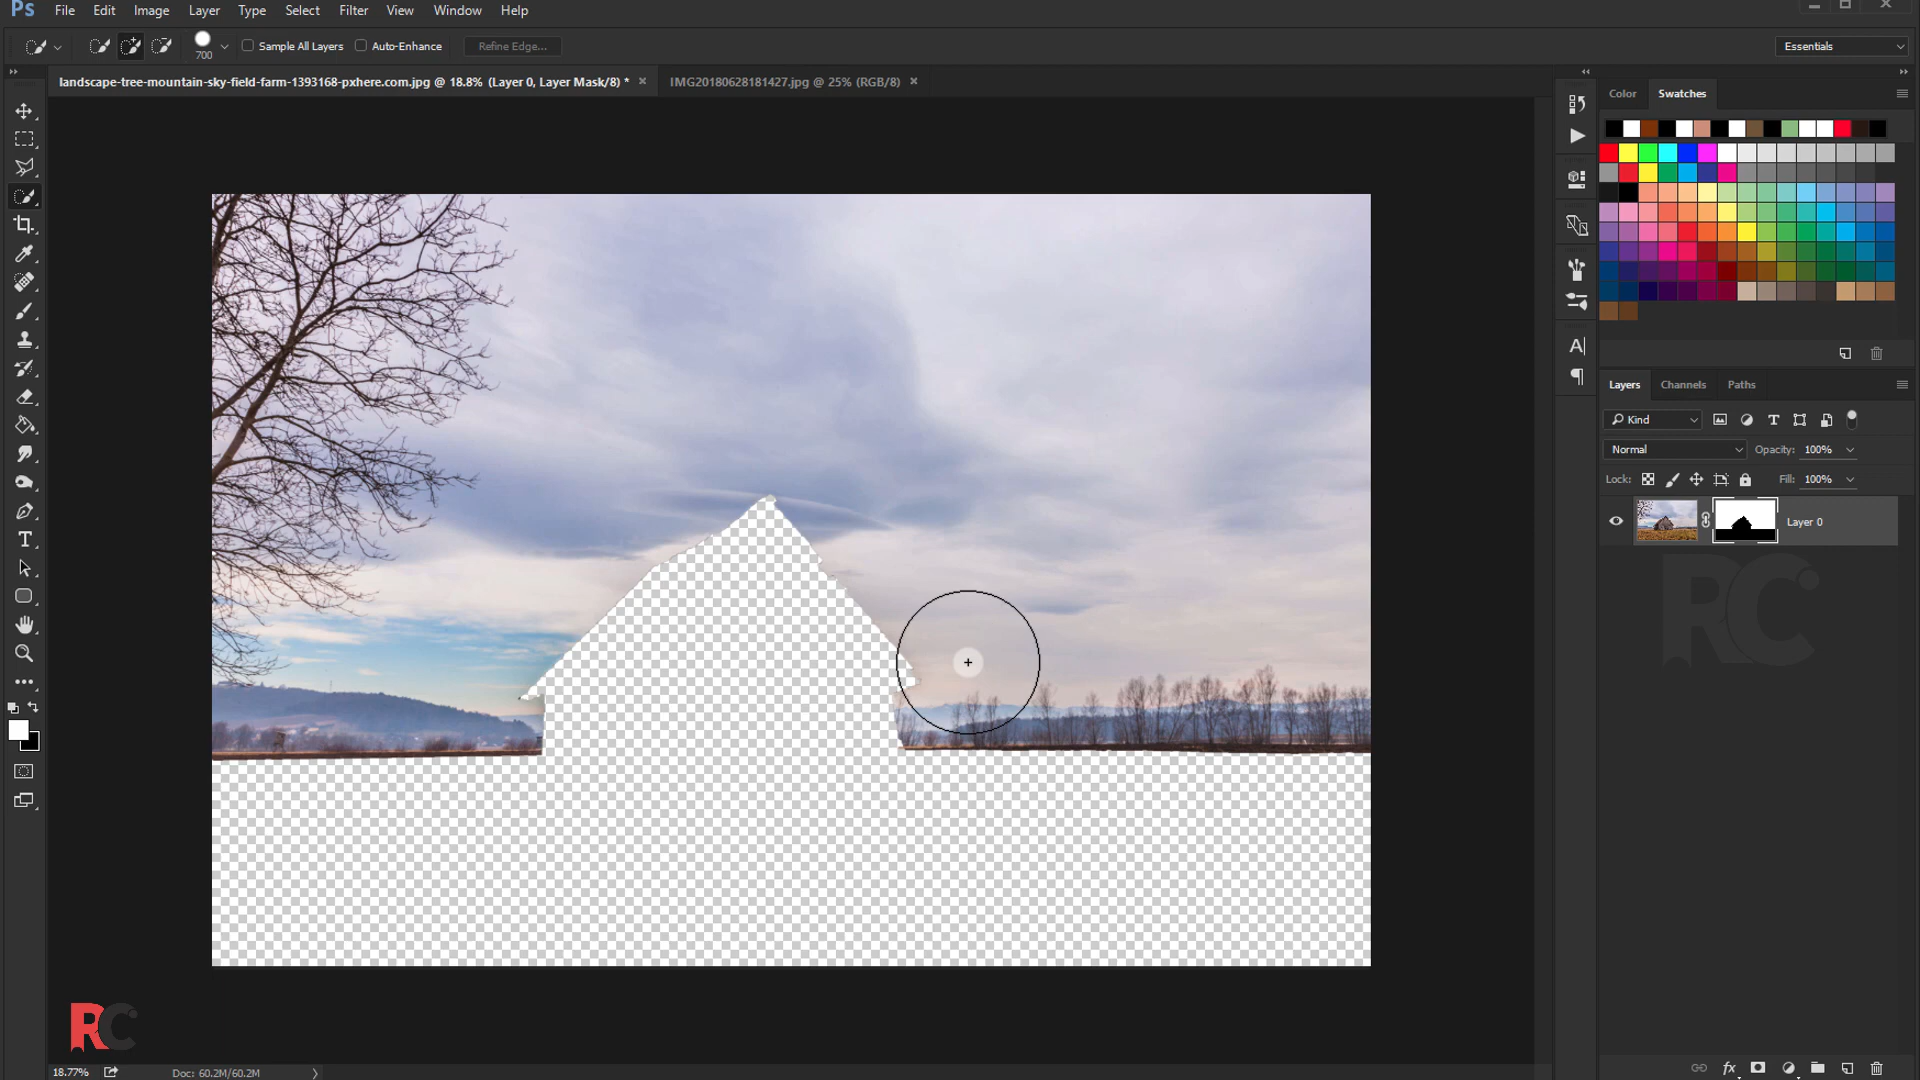 Ps File Edit Image Layer Type Select Filter View Window Help
700 Sample All Layers Auto-Enhance Refine Edge... Essentials
landscape-tree-mountain-sky-field-farm-1393168-pxhere.com.jpg @ 18.8% (Layer 0, Layer Mask/8) * IMG20180628181427.jpg @ 25% (RGB/8)
Color Swatches
Layers Channels Paths
Kind
Normal Opacity: 100%
Lock: Fill: 100%
Layer 0
RC
RC
18.77% Doc: 60.2M/60.2M